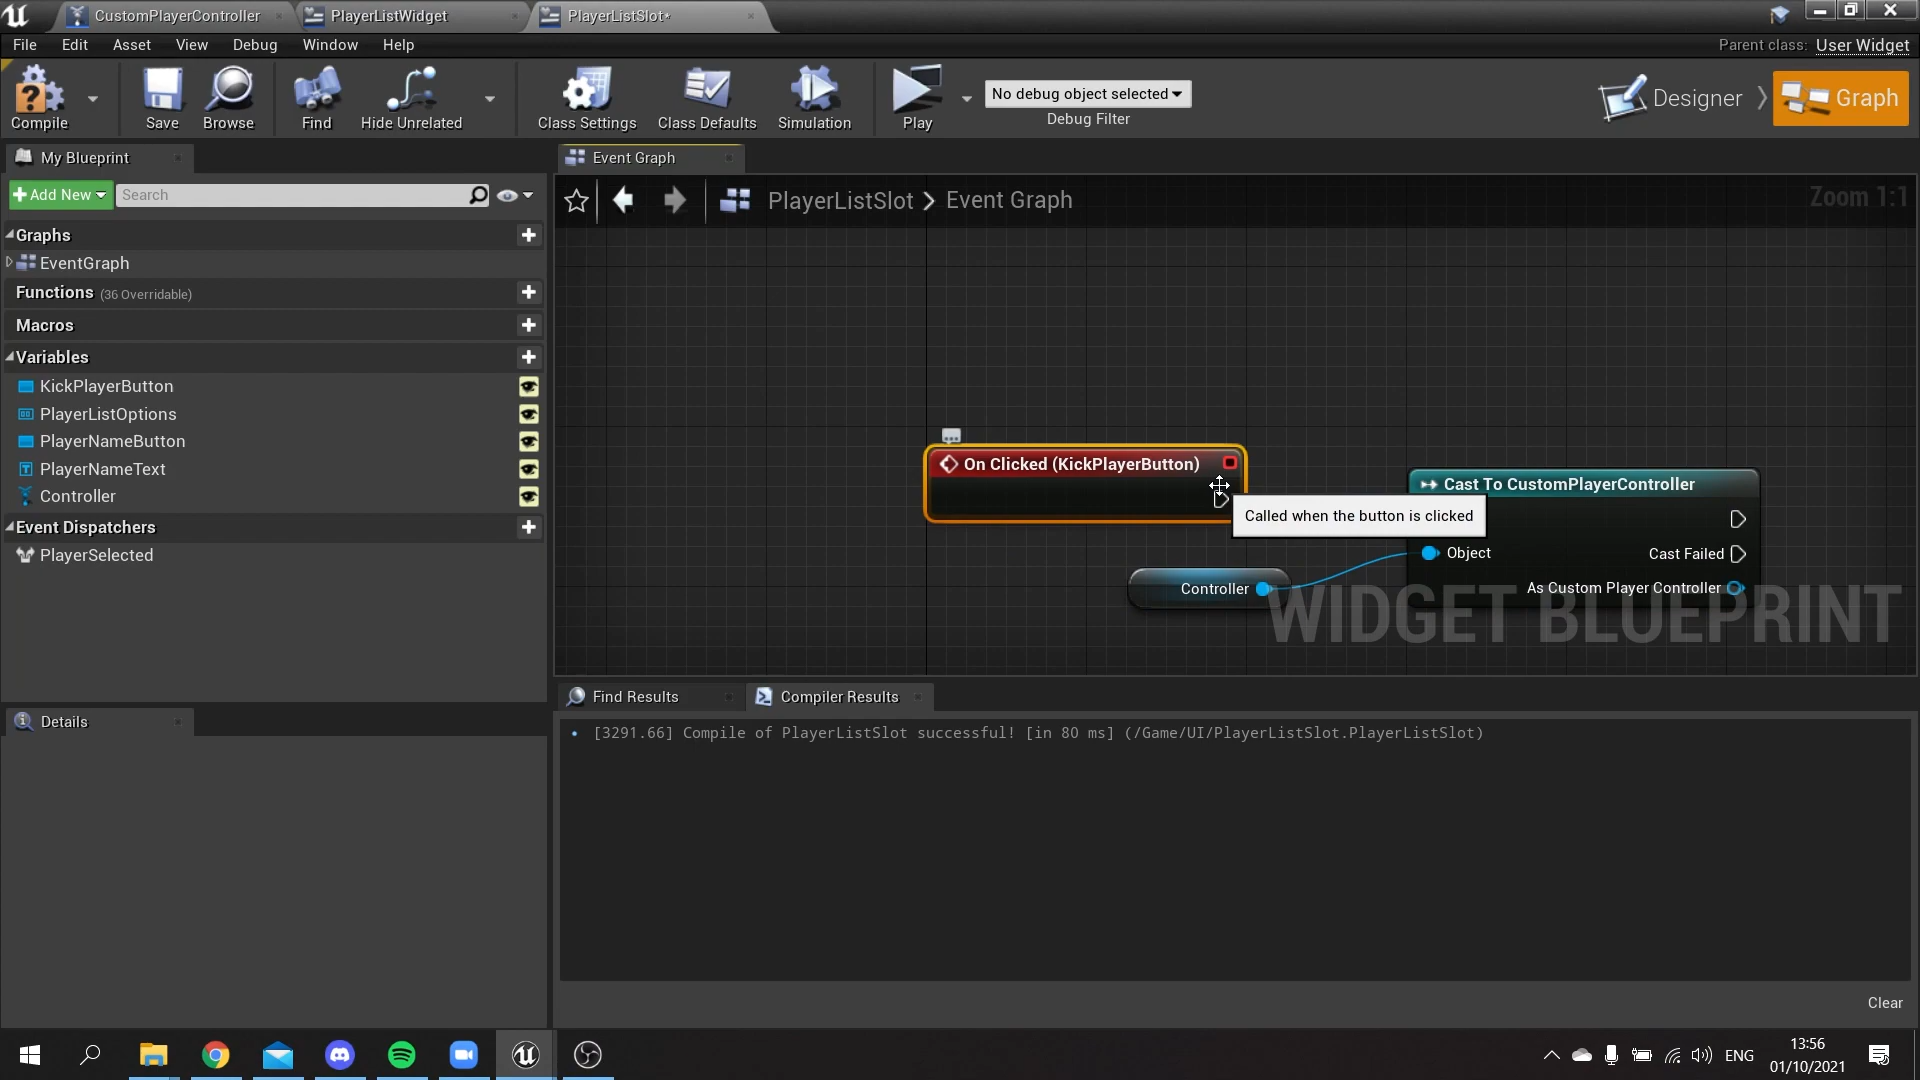 CustomPlayerController
PlayerListWidget
PlayerListSlot*
File Edit Asset View Debug Window Help
Parent class: User Widget
Compile
Save
Browse
Find
Hide Unrelated
Class Settings
Class Defaults
Simulation
Play
No debug object selected
Debug Filter
Designer
Graph
My Blueprint
Event Graph
Add New
Search
PlayerListSlot > Event Graph
Zoom 1:1
Graphs
EventGraph
Functions (36 Overridable)
Macros
Variables
KickPlayerButton
PlayerListOptions
PlayerNameButton
PlayerNameText
Controller
Event Dispatchers
PlayerSelected
On Clicked (KickPlayerButton)
Called when the button is clicked
Cast To CustomPlayerController
Object
Cast Failed
As Custom Player Controller
Controller
WIDGET BLUEPRINT
Details
Find Results
Compiler Results
[3291.66] Compile of PlayerListSlot successful! [in 80 ms] (/Game/UI/PlayerListSlot.PlayerListSlot)
Clear
ENG
13:56
01/10/2021